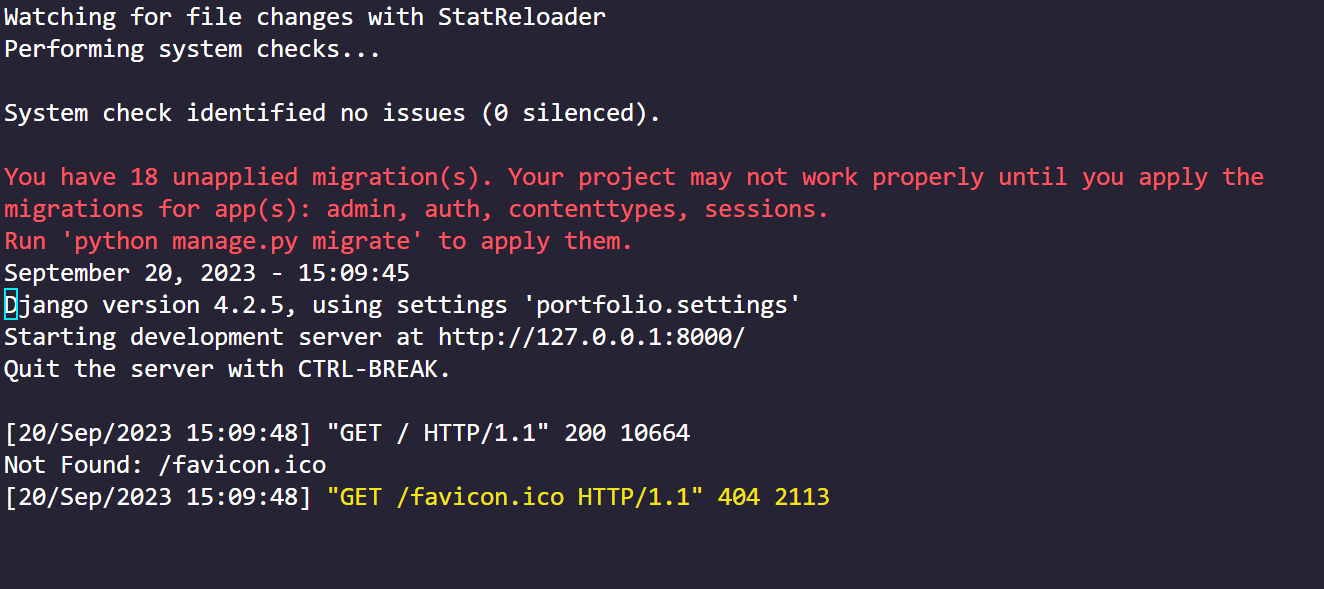 Watching for file changes with StatReloader
Performing system checks...
System check identified no issues (0 silenced).
You have 18 unapplied migration(s). Your project may not work properly until you apply the
migrations for app(s): admin, auth, contenttypes, sessions.
Run 'python manage.py migrate' to apply them.
September 20, 2023 - 15:09:45
Django version 4.2.5, using settings 'portfolio.settings'
Starting development server at http://127.0.0.1:8000/
Quit the server with CTRL-BREAK.
[20/Sep/2023 15:09:48] "GET / HTTP/1.1" 200 10664
Not Found: /favicon.ico
[20/Sep/2023 15:09:48] "GET /favicon.ico HTTP/1.1" 404 2113